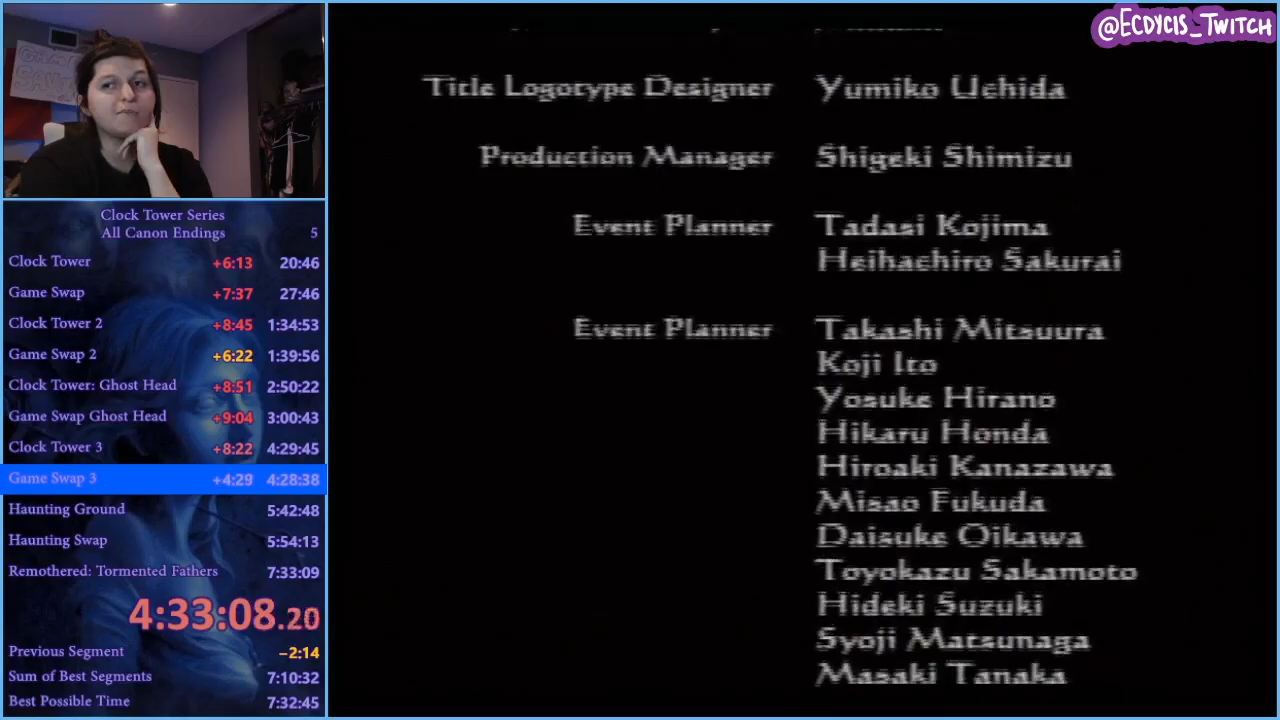 @Ecdycis_Twitch
Clock Tower Series
All Canon Endings 5
Clock Tower +6:13 20:46
Game Swap +7:37 27:46
Clock Tower 2 +8:45 1:34:53
Game Swap 2 +6:22 1:39:56
Clock Tower: Ghost Head +8:51 2:50:22
Game Swap Ghost Head +9:04 3:00:43
Clock Tower 3 +8:22 4:29:45
Game Swap 3 +4:29 4:28:38
Haunting Ground 5:42:48
Haunting Swap 5:54:13
Remothered: Tormented Fathers 7:33:09
4:33:08.20
Previous Segment −2:14
Sum of Best Segments 7:10:32
Best Possible Time 7:32:45
Title Logotype Designer Yumiko Uchida
Production Manager Shigeki Shimizu
Event Planner Tadasi Kojima
Heihachiro Sakurai
Event Planner Takashi Mitsuura
Koji Ito
Yosuke Hirano
Hikaru Honda
Hiroaki Kanazawa
Misao Fukuda
Daisuke Oikawa
Toyokazu Sakamoto
Hideki Suzuki
Syoji Matsunaga
Masaki Tanaka